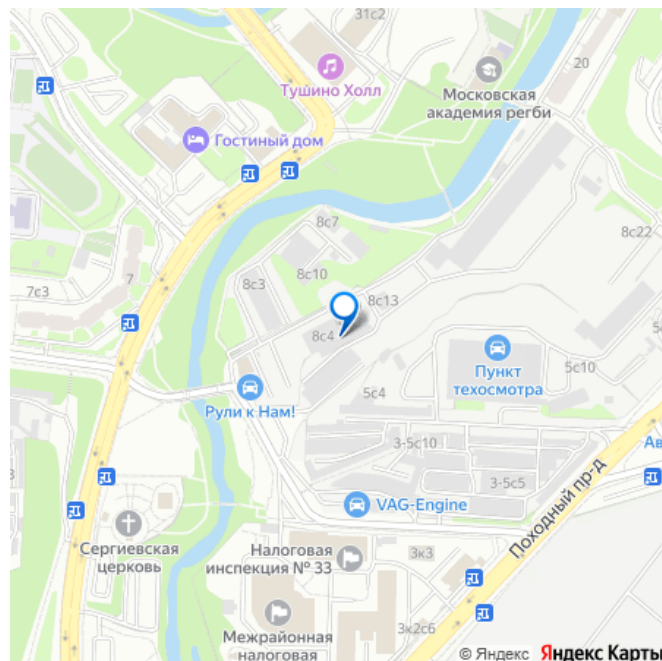 31с2
Тушино Холл
20
Московская
академия регби
Гостиный дом
8с7
8с22
8с10
7
7с3
8с3
8с13
8с4
5с10
Пункт
техосмотра
5с4
Рули к Нам!
3-5с10
Ав
3-5с5
VAG-Engine
Походный пр-д
Сергиевская
церковь
Налоговая
инспекция № 33
3к3
3к2с6
Межрайонная
налоговая
© Яндекс Яндекс Карты